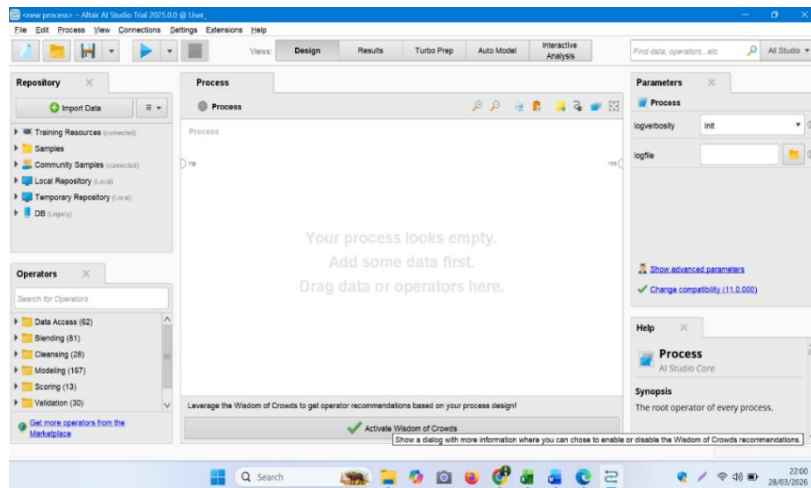 <new process> – Altair AI Studio Trial 2025.0.0 @ User_
File Edit Process View Connections Settings Extensions Help
Views: Design Results Turbo Prep Auto Model Interactive Analysis
Find data, operators...etc All Studio
Repository
Import Data
Training Resources (connected)
Samples
Community Samples (connected)
Local Repository (Local)
Temporary Repository (Local)
DB (Legacy)
Operators
Search for Operators
Data Access (62)
Blending (81)
Cleansing (28)
Modeling (167)
Scoring (13)
Validation (30)
Get more operators from the
Marketplace
Process
Process
Process
inp
res
Your process looks empty.
Add some data first.
Drag data or operators here.
Leverage the Wisdom of Crowds to get operator recommendations based on your process design!
Activate Wisdom of Crowds
Show a dialog with more information where you can chose to enable or disable the Wisdom of Crowds recommendations.
Parameters
Process
logverbosity init
logfile
Show advanced parameters
Change compatibility (11.0.000)
Help
Process
AI Studio Core
Synopsis
The root operator of every process.
Search
22:00
28/03/2026